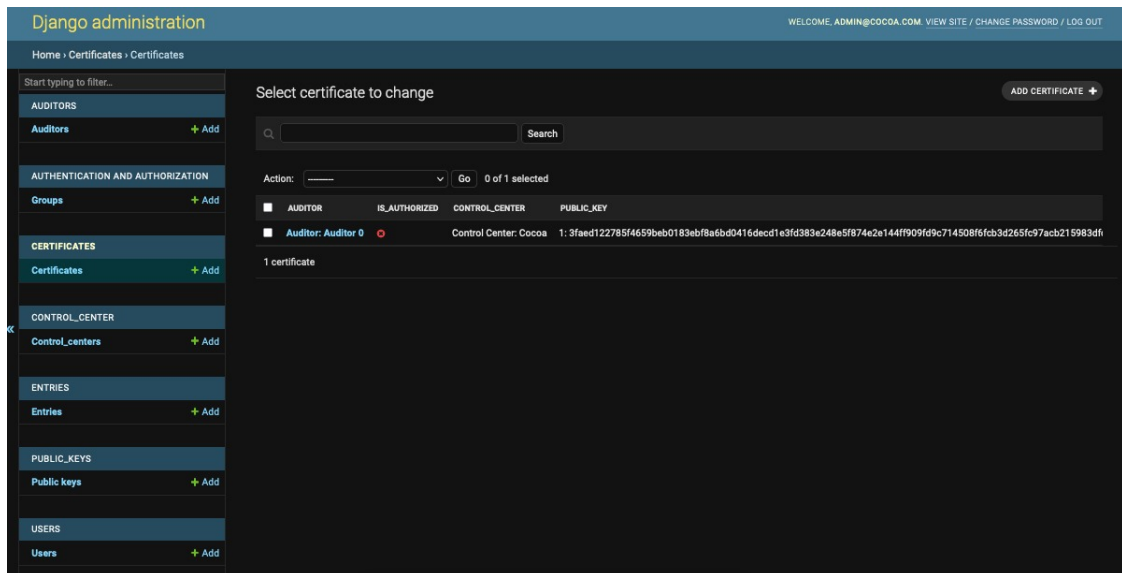 Django administration
WELCOME, ADMIN@COCOA.COM. VIEW SITE / CHANGE PASSWORD / LOG OUT
Home › Certificates › Certificates
Start typing to filter...
AUDITORS
Auditors + Add
AUTHENTICATION AND AUTHORIZATION
Groups + Add
CERTIFICATES
Certificates + Add
CONTROL_CENTER
Control_centers + Add
ENTRIES
Entries + Add
PUBLIC_KEYS
Public keys + Add
USERS
Users + Add
«
Select certificate to change
ADD CERTIFICATE +
Search
Action: --------- Go 0 of 1 selected
AUDITOR IS_AUTHORIZED CONTROL_CENTER PUBLIC_KEY
Auditor: Auditor 0 Control Center: Cocoa 1: 3faed122785f4659beb0183ebf8a6bd0416decd1e3fd383e248e5f874e2e144ff909fd9c714508f6fcb3d265fc97acb215983df
1 certificate